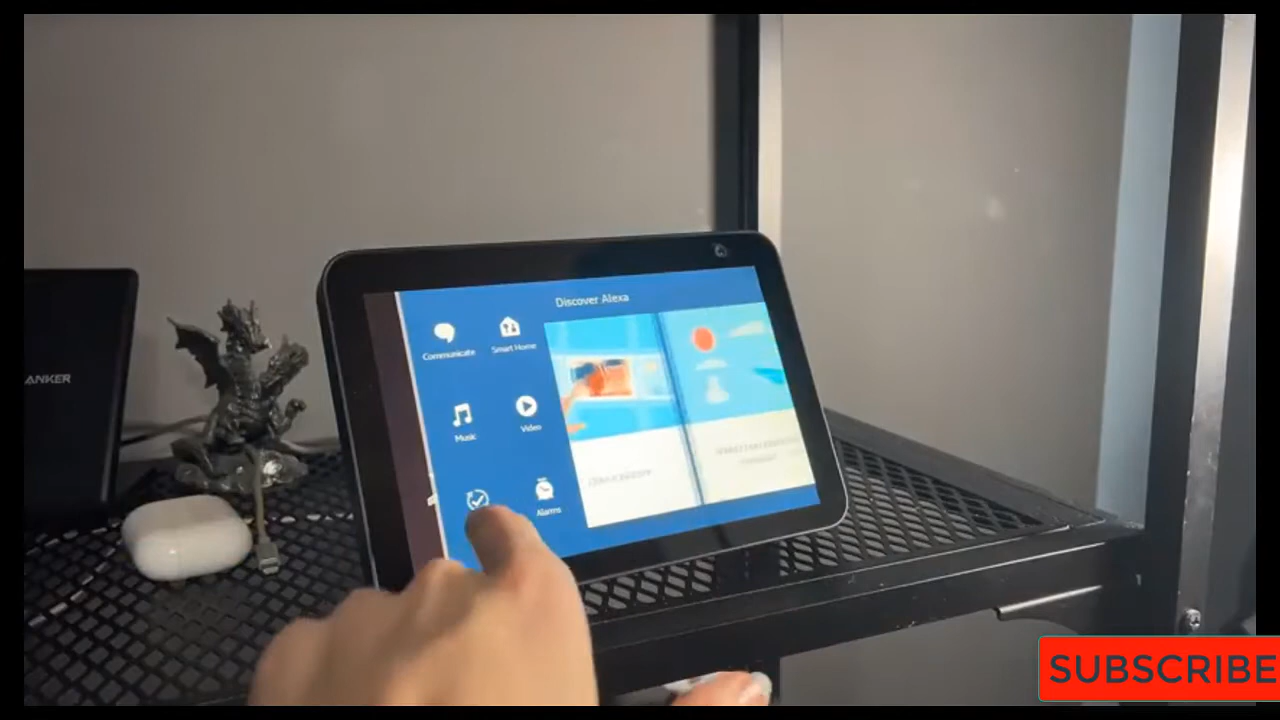 Discover Alexa
Communicate
Smart Home
Music
Video
Alarms
ANKER
SUBSCRIBE